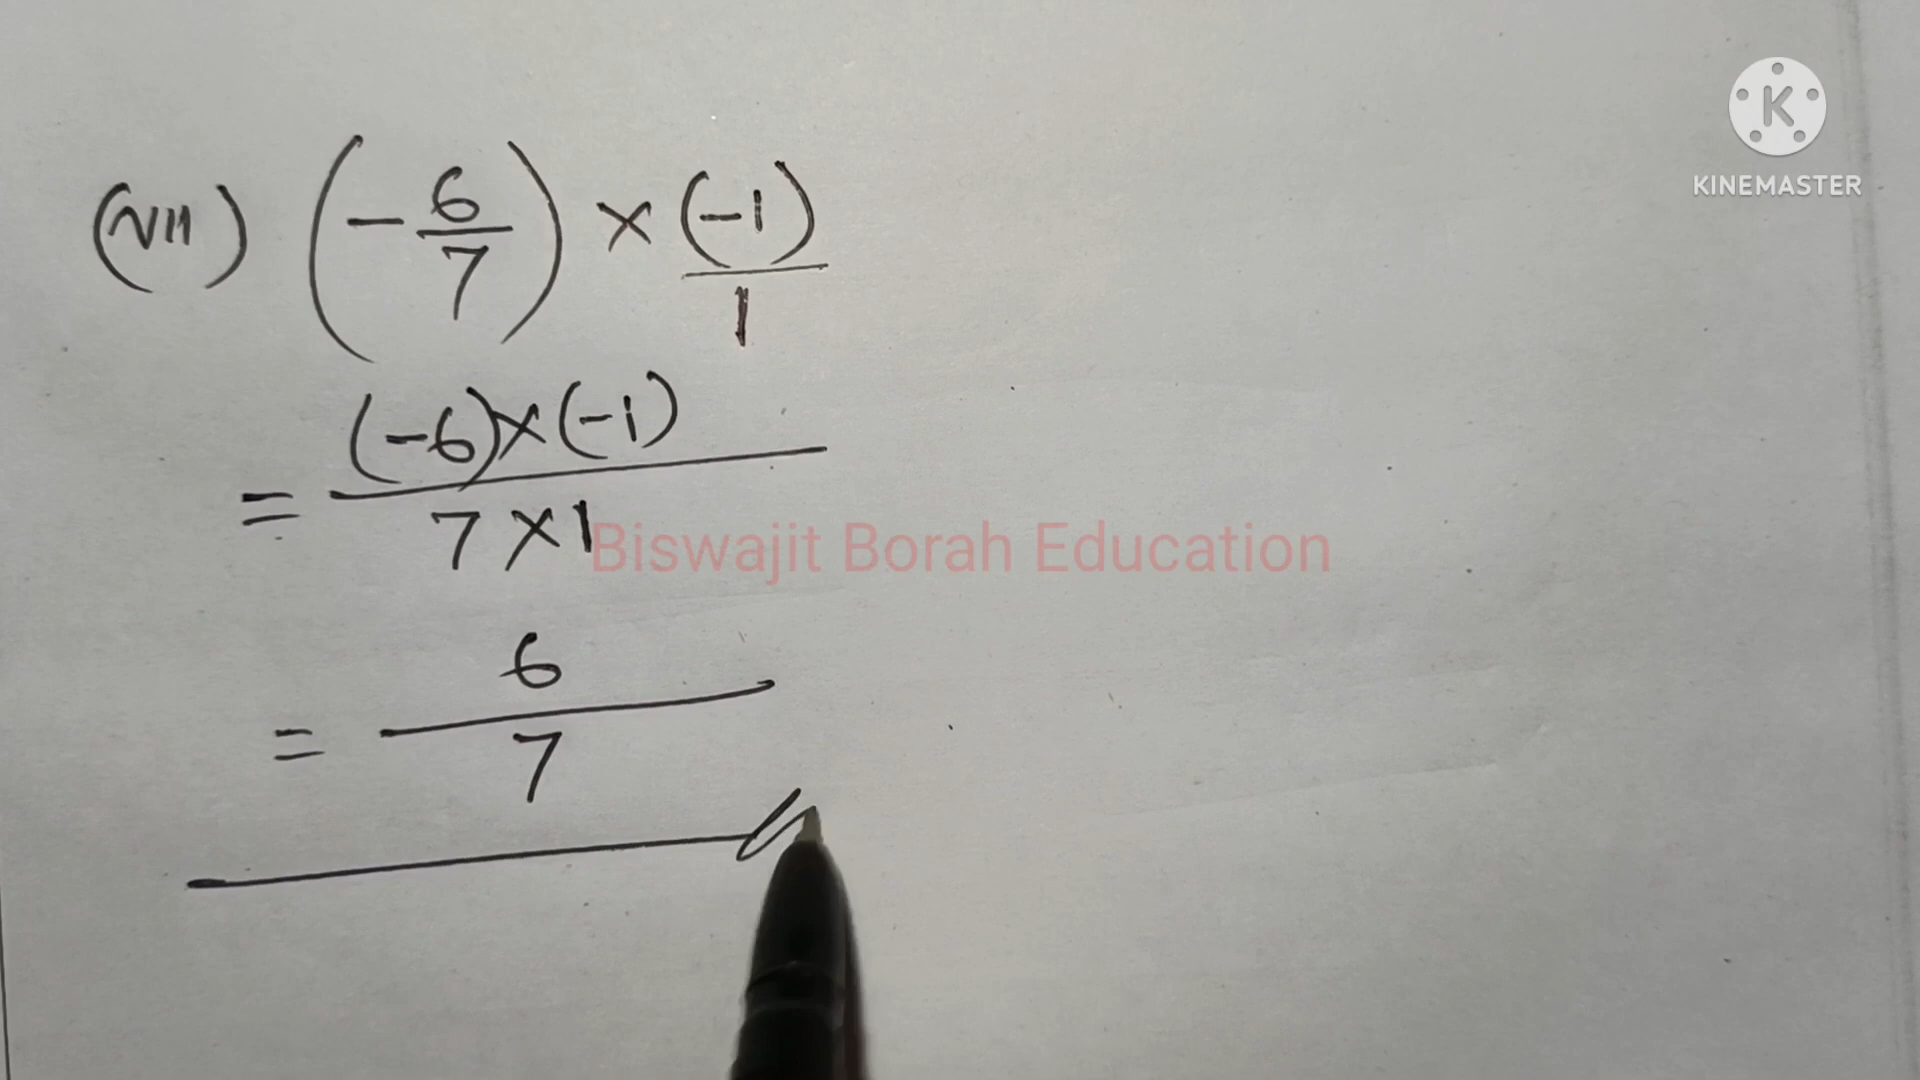 (VII) (-6/7) × (-1)/1
= (-6)×(-1)/7×1
= 6/7
Biswajit Borah Education
K
KINEMASTER